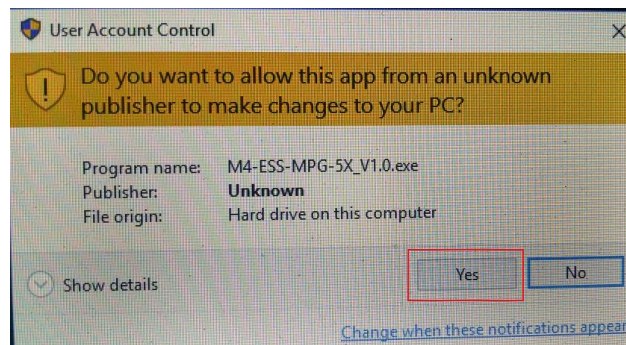 User Account Control
Do you want to allow this app from an unknown
publisher to make changes to your PC?
Program name: M4-ESS-MPG-5X_V1.0.exe
Publisher: Unknown
File origin: Hard drive on this computer
Show details
Yes
No
Change when these notifications appear